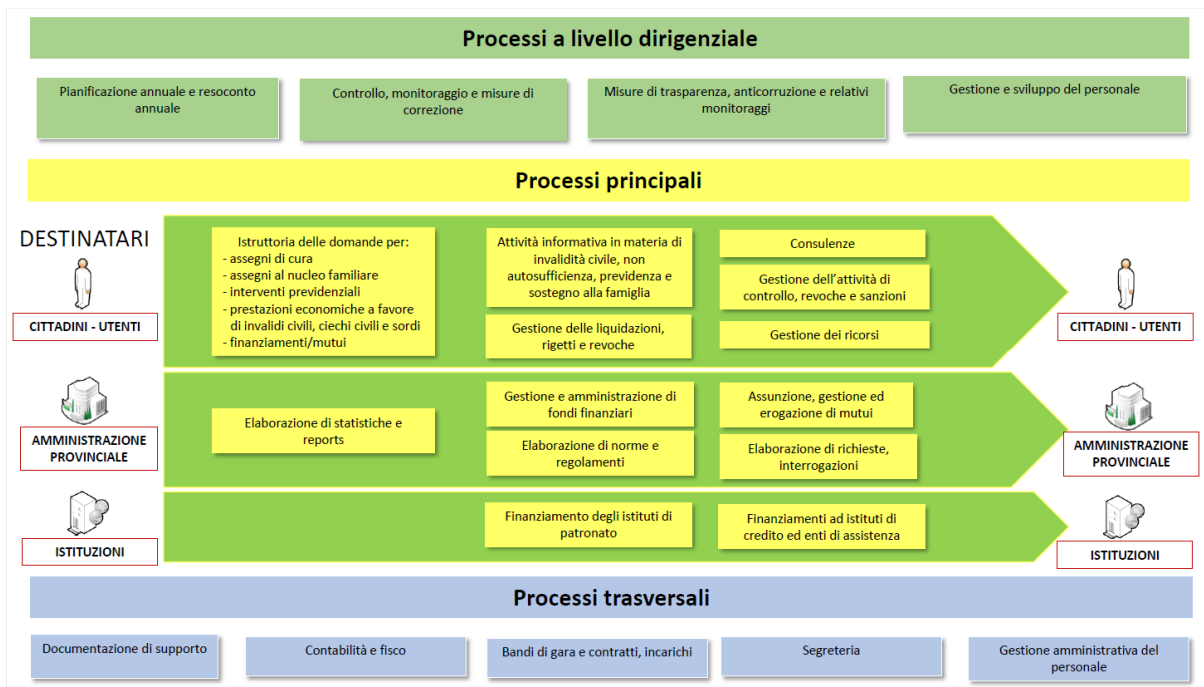 Processi a livello dirigenziale
Pianificazione annuale e resoconto
annuale
Controllo, monitoraggio e misure di
correzione
Misure di trasparenza, anticorruzione e relativi
monitoraggi
Gestione e sviluppo del personale
Processi principali
DESTINATARI
CITTADINI - UTENTI
Istruttoria delle domande per:
- assegni di cura
- assegni al nucleo familiare
- interventi previdenziali
- prestazioni economiche a favore
di invalidi civili, ciechi civili e sordi
- finanziamenti/mutui
Attività informativa in materia di
invalidità civile, non
autosufficienza, previdenza e
sostegno alla famiglia
Gestione delle liquidazioni,
rigetti e revoche
Consulenze
Gestione dell'attività di
controllo, revoche e sanzioni
Gestione dei ricorsi
CITTADINI - UTENTI
AMMINISTRAZIONE
PROVINCIALE
Elaborazione di statistiche e
reports
Gestione e amministrazione di
fondi finanziari
Elaborazione di norme e
regolamenti
Assunzione, gestione ed
erogazione di mutui
Elaborazione di richieste,
interrogazioni
AMMINISTRAZIONE
PROVINCIALE
ISTITUZIONI
Finanziamento degli istituti di
patronato
Finanziamenti ad istituti di
credito ed enti di assistenza
ISTITUZIONI
Processi trasversali
Documentazione di supporto
Contabilità e fisco
Bandi di gara e contratti, incarichi
Segreteria
Gestione amministrativa del
personale